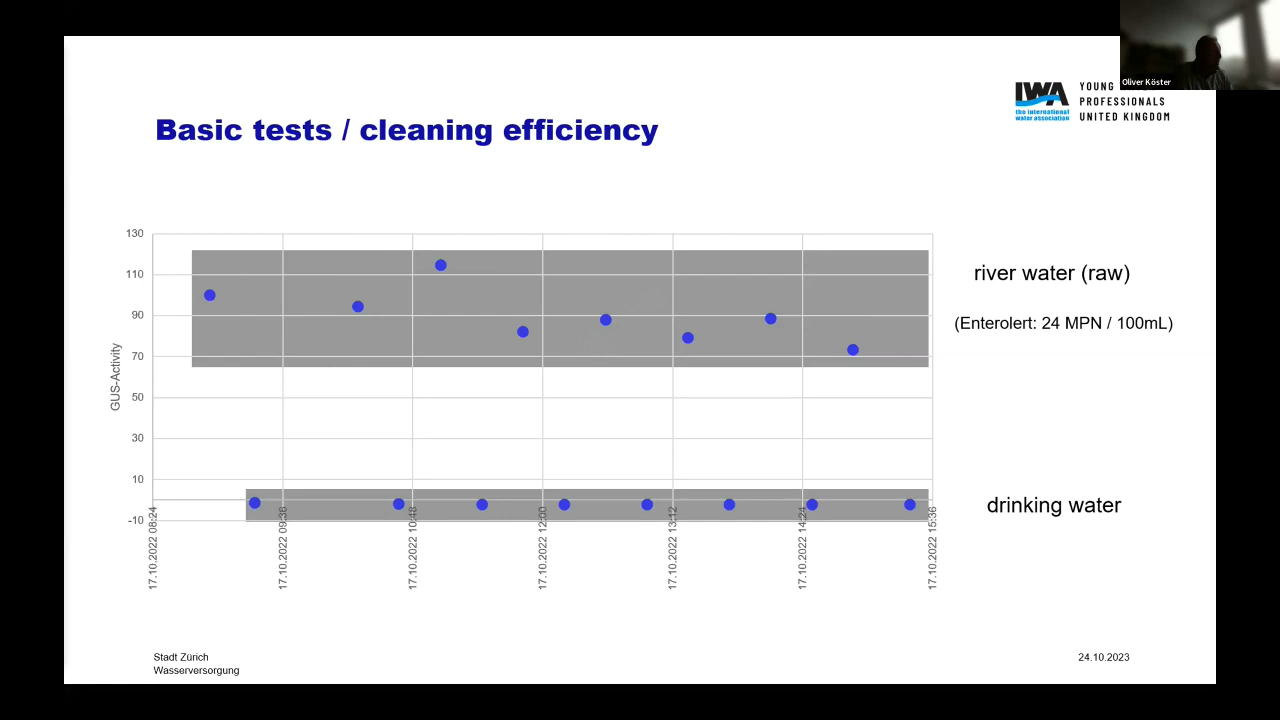 Oliver Köster
IWA
the international
water association
YOUNG
PROFESSIONALS
UNITED KINGDOM
Basic tests / cleaning efficiency
130
110
90
70
50
30
10
-10
GUS-Activity
17.10.2022 08:24
17.10.2022 09:36
17.10.2022 10:48
17.10.2022 12:00
17.10.2022 13:12
17.10.2022 14:24
17.10.2022 15:36
river water (raw)
(Enterolert: 24 MPN / 100mL)
drinking water
Stadt Zürich
Wasserversorgung
24.10.2023